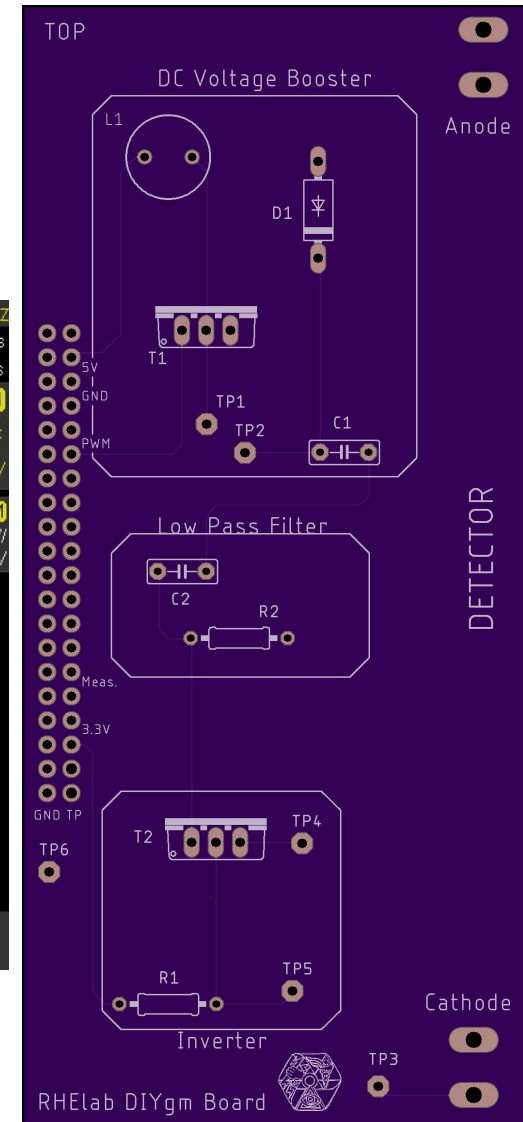 TOP
DC Voltage Booster
Anode
L1
D1
T1
5V
GND
TP1
C1
TP2
PWM
DETECTOR
Low Pass Filter
C2
R2
Meas.
3.3V
GND TP
TP4
T2
TP6
TP5
R1
Cathode
Inverter
TP3
RHElab DIYgm Board